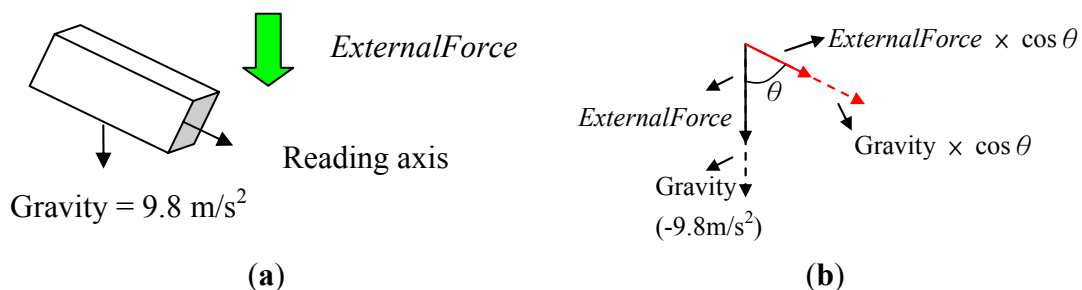 ExternalForce
Reading axis
Gravity = 9.8 m/s²
(a)
ExternalForce × cos θ
θ
ExternalForce
Gravity × cos θ
Gravity
(-9.8m/s²)
(b)